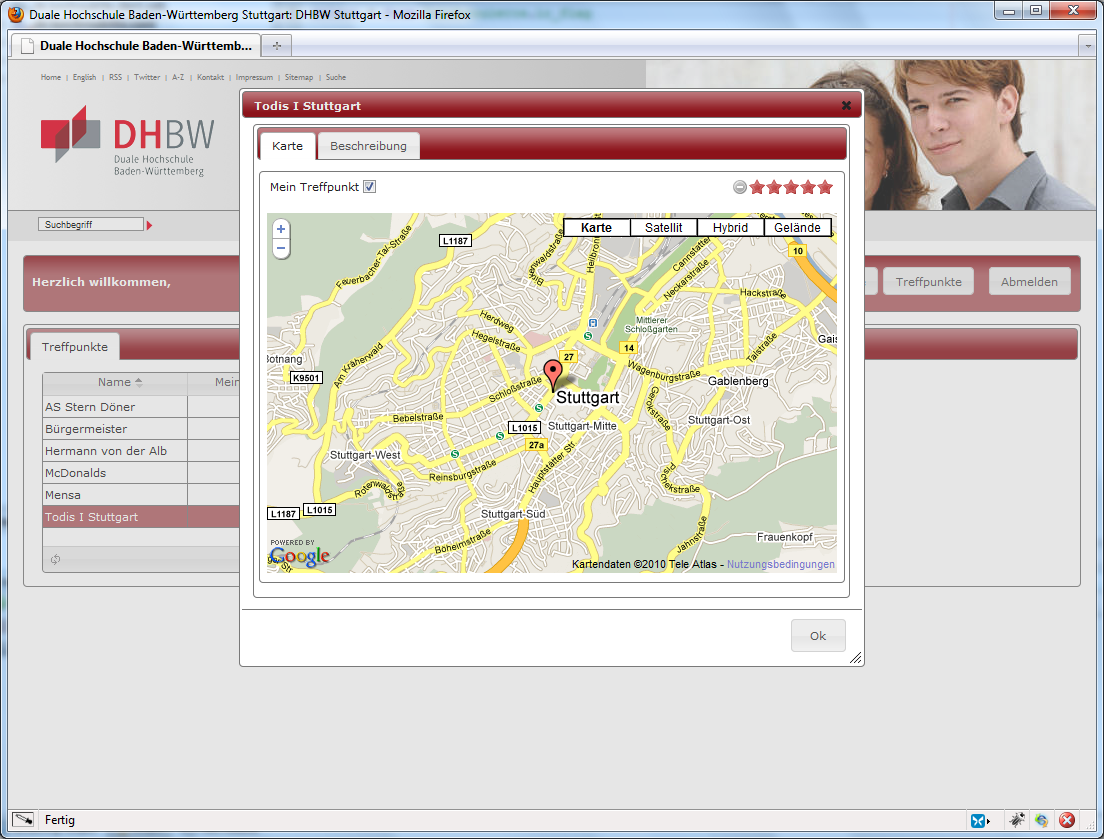 Duale Hochschule Baden-Württemberg Stuttgart: DHBW Stuttgart - Mozilla Firefox
Duale Hochschule Baden-Württemb...
Home | English | RSS | Twitter | A-Z | Kontakt | Impressum | Sitemap | Suche
DHBW
Duale Hochschule
Baden-Württemberg
Suchbegriff
Herzlich willkommen,
Treffpunkte
Abmelden
Treffpunkte
Name
Mein
AS Stern Döner
Bürgermeister
Hermann von der Alb
McDonalds
Mensa
Todis I Stuttgart
Todis I Stuttgart
Karte
Beschreibung
Mein Treffpunkt
Karte
Satellit
Hybrid
Gelände
L1187
Feuerbacher-Tal-Straße
Heilbronn
Cannstatter
Neckarstraße
10
Hackstraße
Mittlerer
Schloßgarten
Herdweg
Hegelstraße
Am Kräherwald
Talstraße
Gais
14
27
Botnang
K9501
Wagenburgstraße
Gablenberg
Schloßstraße
Stuttgart
Gerokstraße
Bebelstraße
L1015
Stuttgart-Mitte
Stuttgart-Ost
27a
Stuttgart-West
Reinsburgstraße
Hauptstätter Str.
Rotenwaldstraße
L1187
L1015
Stuttgart-Süd
Jahnstraße
Frauenkopf
Böheimstraße
POWERED BY
Google
Kartendaten ©2010 Tele Atlas - Nutzungsbedingungen
Ok
Fertig